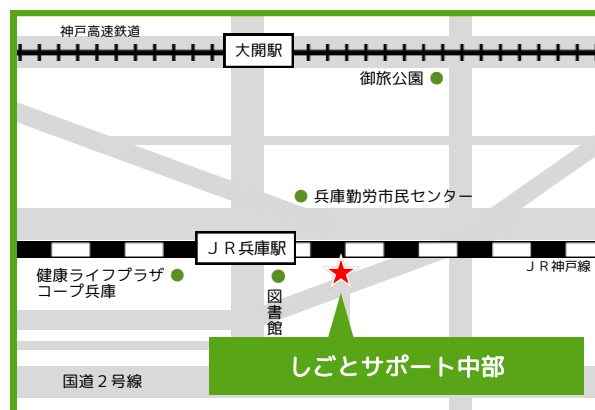 神戸高速鉄道
大開駅
御旅公園
兵庫勤労市民センター
ＪＲ兵庫駅
ＪＲ神戸線
健康ライフプラザ
コープ兵庫
図書館
しごとサポート中部
国道２号線